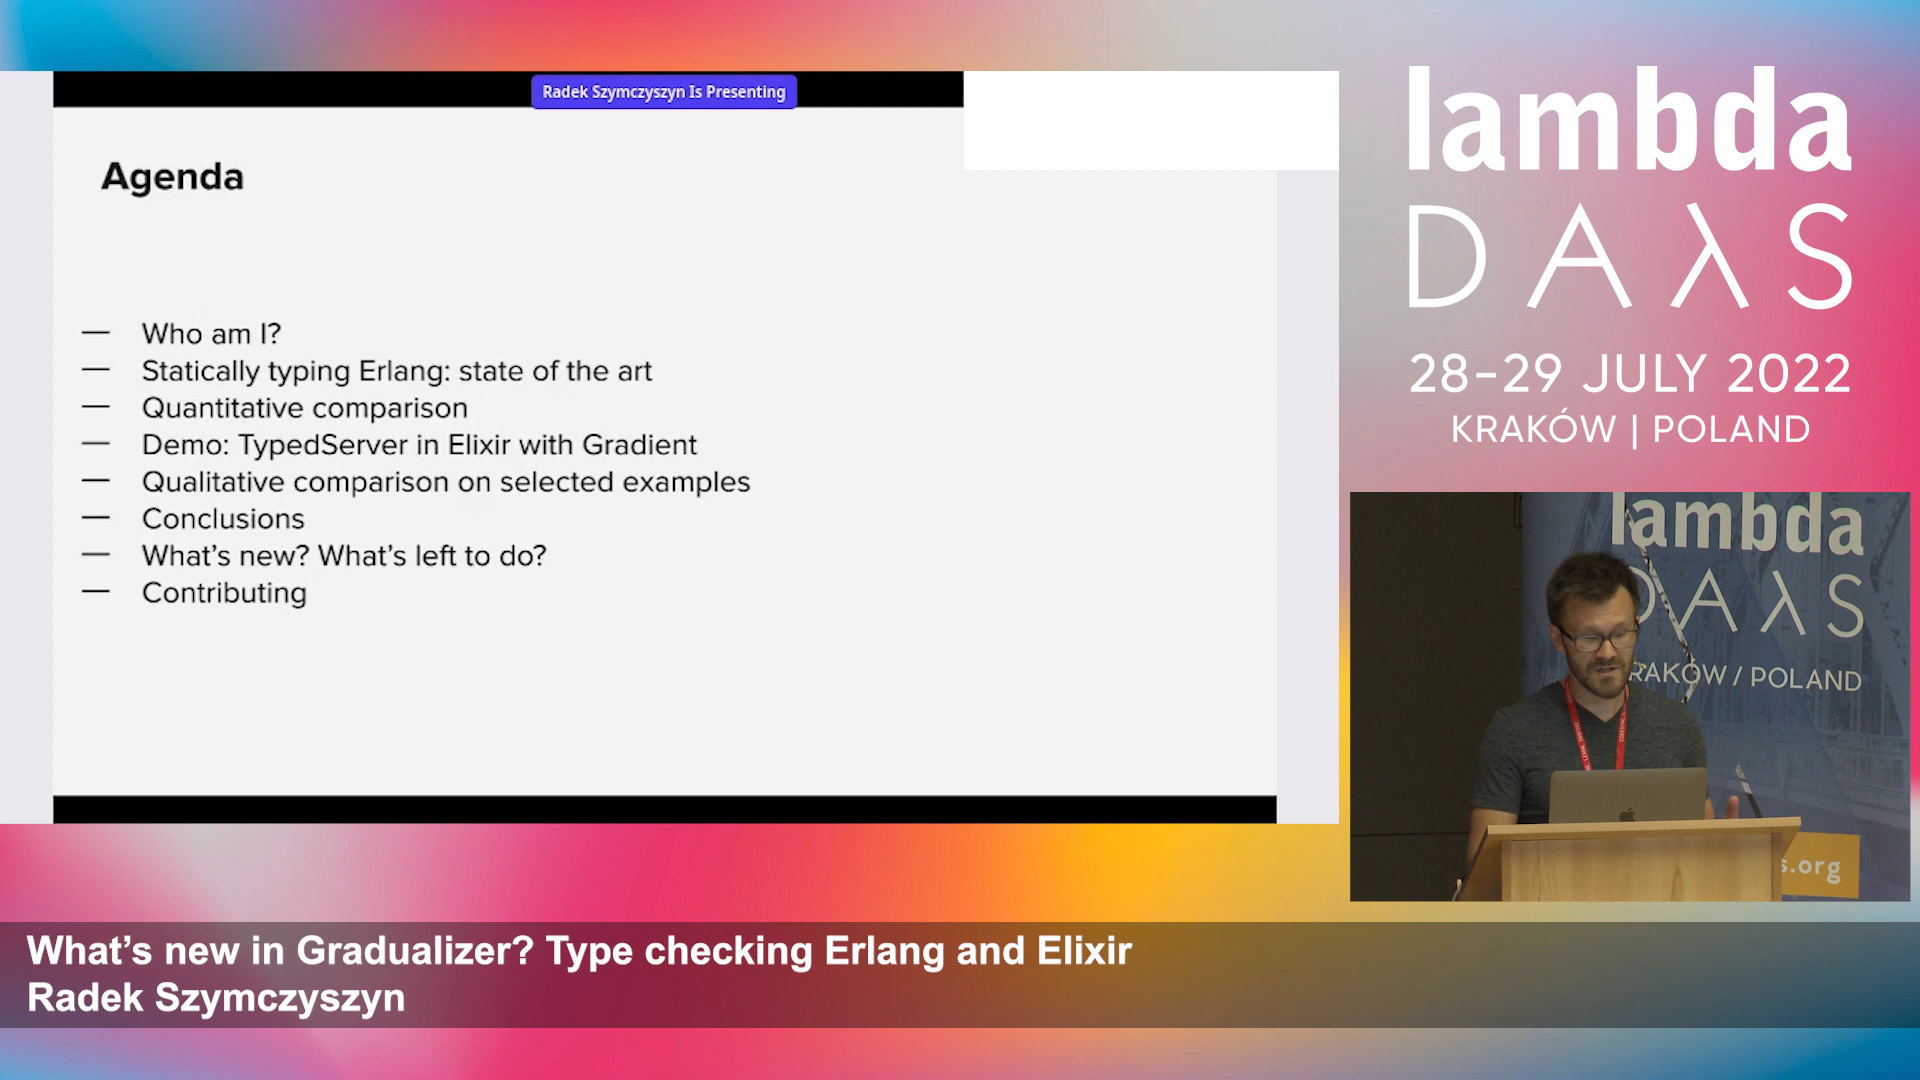 Radek Szymczyszyn Is Presenting
Agenda
— Who am I?
— Statically typing Erlang: state of the art
— Quantitative comparison
— Demo: TypedServer in Elixir with Gradient
— Qualitative comparison on selected examples
— Conclusions
— What’s new? What’s left to do?
— Contributing
lambda
DAλS
28-29 JULY 2022
KRAKÓW | POLAND
lambda
DAλS
RAKÓW / POLAND
s.org
What’s new in Gradualizer? Type checking Erlang and Elixir
Radek Szymczyszyn